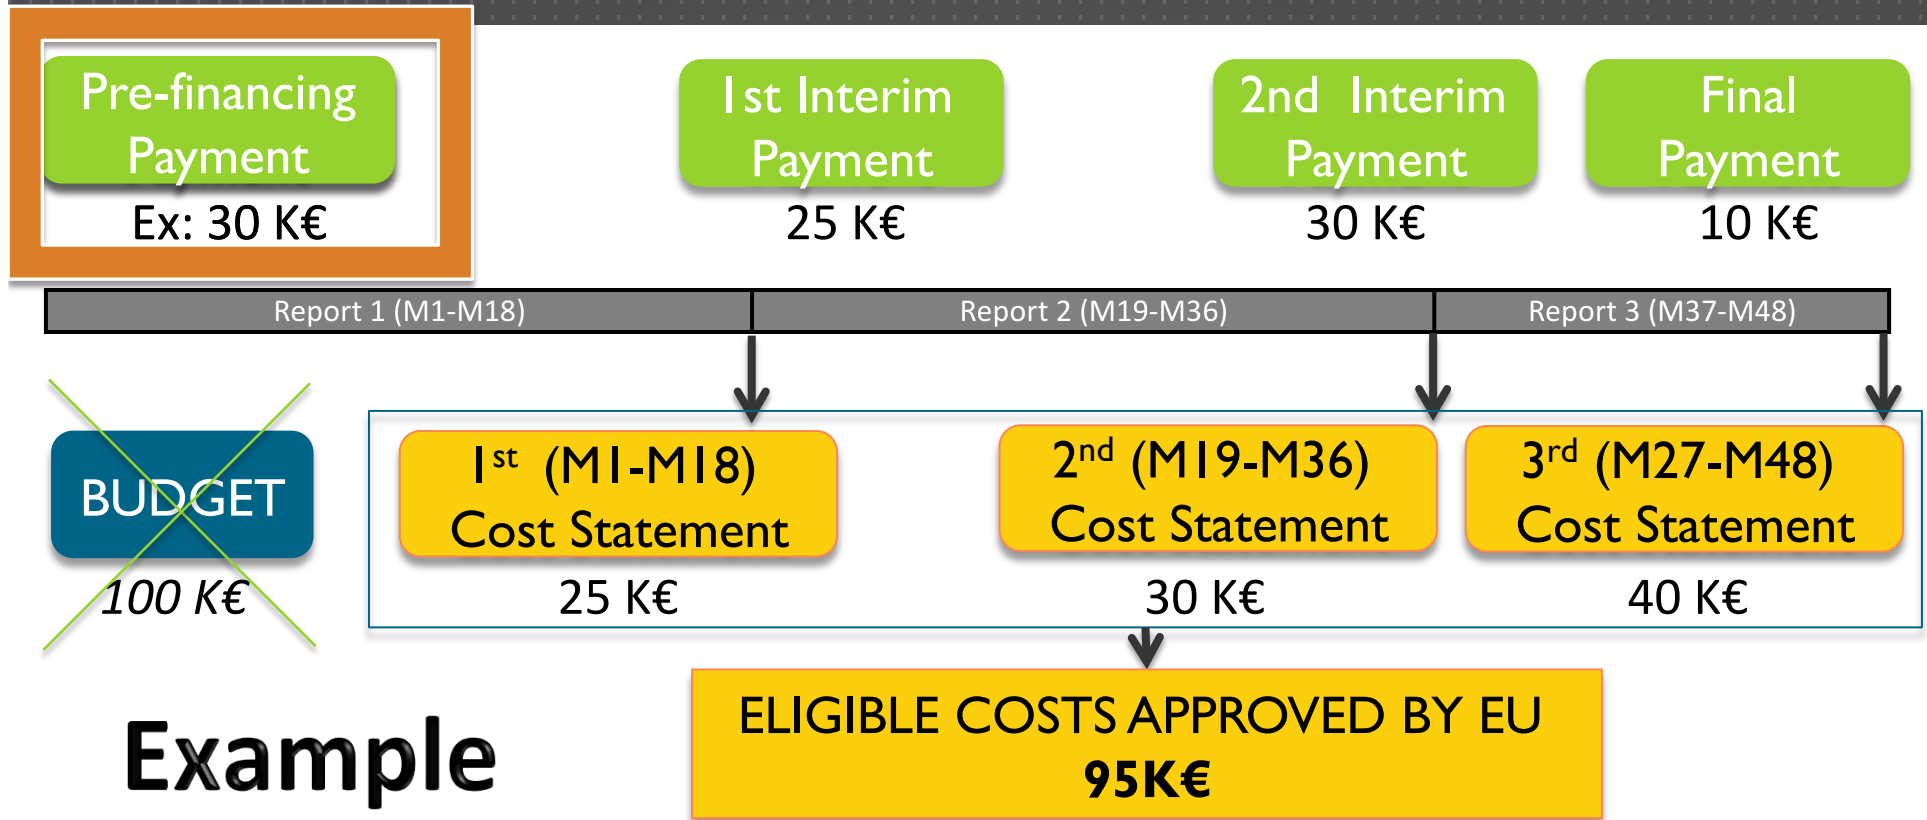 Pre-financing
Payment
Ex: 30 K€
1st Interim
Payment
25 K€
2nd Interim
Payment
30 K€
Final
Payment
10 K€
Report 1 (M1-M18)
Report 2 (M19-M36)
Report 3 (M37-M48)
BUDGET
100 K€
1st (M1-M18)
Cost Statement
25 K€
2nd (M19-M36)
Cost Statement
30 K€
3rd (M27-M48)
Cost Statement
40 K€
ELIGIBLE COSTS APPROVED BY EU
95K€
Example